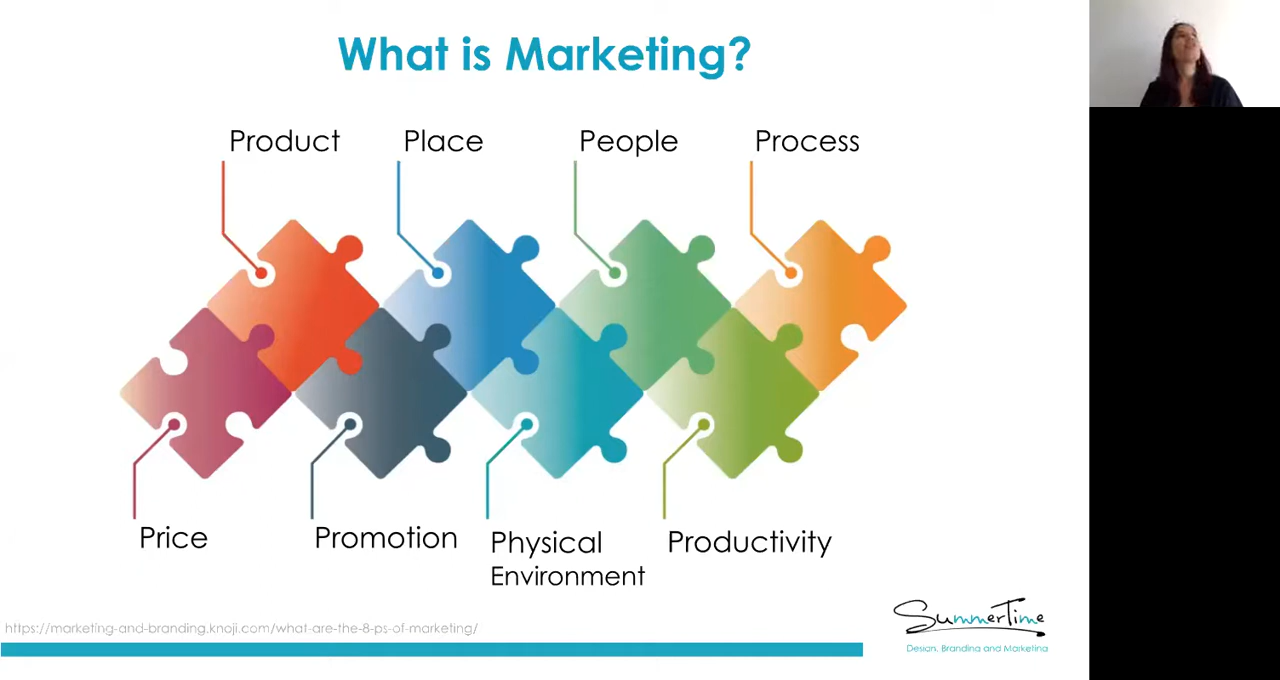 What is Marketing?
Product Place People Process
Price Promotion Physical Environment Productivity
https://marketing-and-branding.knoji.com/what-are-the-8-ps-of-marketing/
SummerTime
Design, Branding and Marketing